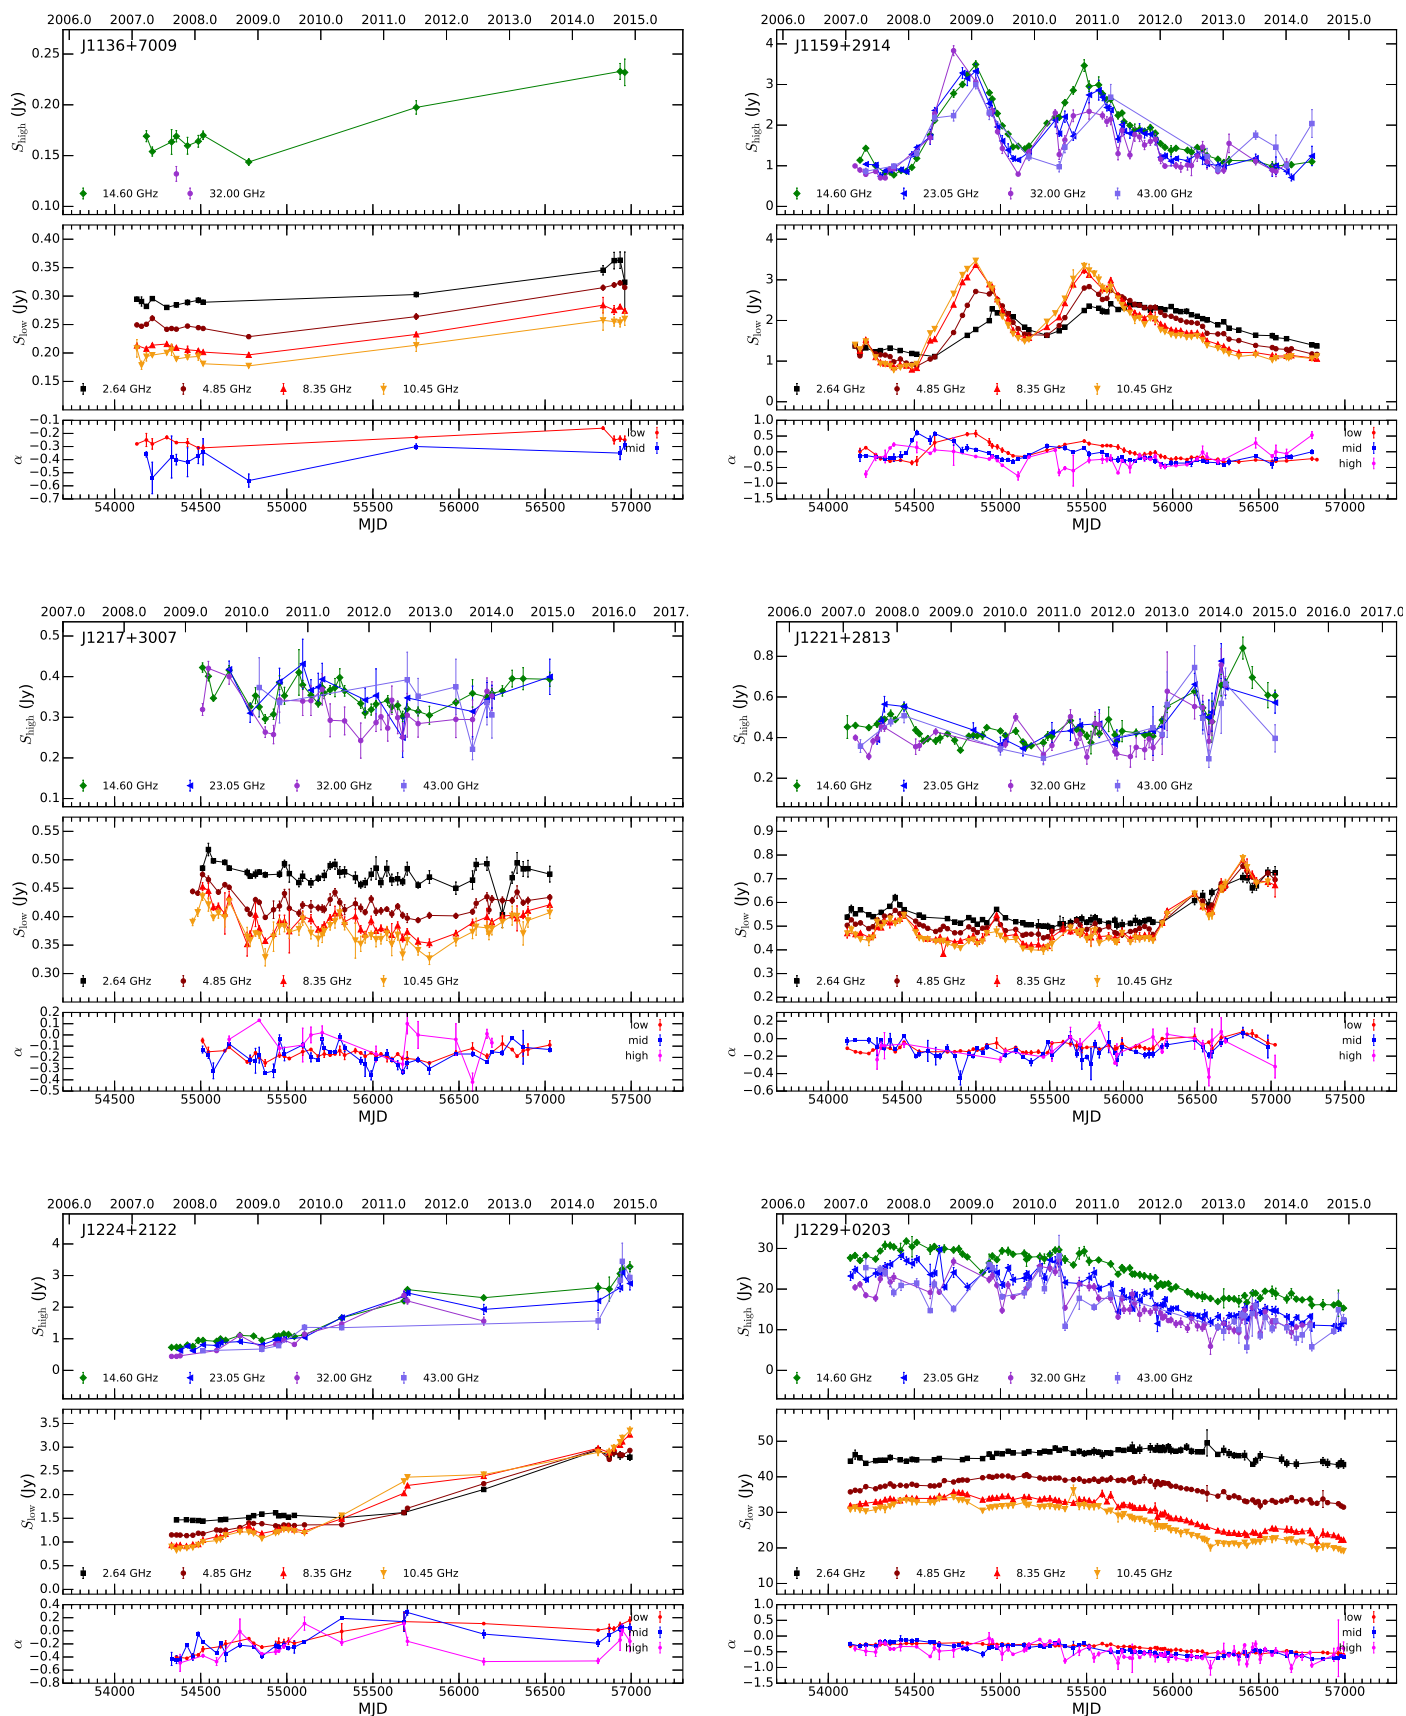 2006.0 2007.0 2008.0 2009.0 2010.0 2011.0 2012.0 2013.0 2014.0 2015.0
J1136+7009
0.25
0.20
0.15
0.10
S_high (Jy)
14.60 GHz 32.00 GHz
0.40
0.35
0.30
0.25
0.20
0.15
S_low (Jy)
2.64 GHz 4.85 GHz 8.35 GHz 10.45 GHz
−0.1
−0.2
−0.3
−0.4
−0.5
−0.6
−0.7
α
low
mid
54000 54500 55000 55500 56000 56500 57000
MJD
2006.0 2007.0 2008.0 2009.0 2010.0 2011.0 2012.0 2013.0 2014.0 2015.0
J1159+2914
4
3
2
1
0
S_high (Jy)
14.60 GHz 23.05 GHz 32.00 GHz 43.00 GHz
4
3
2
1
0
S_low (Jy)
2.64 GHz 4.85 GHz 8.35 GHz 10.45 GHz
1.0
0.5
0.0
−0.5
−1.0
−1.5
α
low
mid
high
54000 54500 55000 55500 56000 56500 57000
MJD
2007.0 2008.0 2009.0 2010.0 2011.0 2012.0 2013.0 2014.0 2015.0 2016.0 2017.
J1217+3007
0.5
0.4
0.3
0.2
0.1
S_high (Jy)
14.60 GHz 23.05 GHz 32.00 GHz 43.00 GHz
0.55
0.50
0.45
0.40
0.35
0.30
S_low (Jy)
2.64 GHz 4.85 GHz 8.35 GHz 10.45 GHz
0.2
0.1
0.0
−0.1
−0.2
−0.3
−0.4
−0.5
α
low
mid
high
54500 55000 55500 56000 56500 57000 57500
MJD
2006.0 2007.0 2008.0 2009.0 2010.0 2011.0 2012.0 2013.0 2014.0 2015.0 2016.0 2017.0
J1221+2813
0.8
0.6
0.4
0.2
S_high (Jy)
14.60 GHz 23.05 GHz 32.00 GHz 43.00 GHz
0.9
0.8
0.7
0.6
0.5
0.4
0.3
0.2
S_low (Jy)
2.64 GHz 4.85 GHz 8.35 GHz 10.45 GHz
0.2
0.0
−0.2
−0.4
−0.6
α
low
mid
high
54000 54500 55000 55500 56000 56500 57000 57500
MJD
2006.0 2007.0 2008.0 2009.0 2010.0 2011.0 2012.0 2013.0 2014.0 2015.0
J1224+2122
4
3
2
1
0
S_high (Jy)
14.60 GHz 23.05 GHz 32.00 GHz 43.00 GHz
3.5
3.0
2.5
2.0
1.5
1.0
0.5
0.0
S_low (Jy)
2.64 GHz 4.85 GHz 8.35 GHz 10.45 GHz
0.4
0.2
0.0
−0.2
−0.4
−0.6
−0.8
α
low
mid
high
54000 54500 55000 55500 56000 56500 57000
MJD
2006.0 2007.0 2008.0 2009.0 2010.0 2011.0 2012.0 2013.0 2014.0 2015.0
J1229+0203
30
20
10
0
S_high (Jy)
14.60 GHz 23.05 GHz 32.00 GHz 43.00 GHz
50
40
30
20
10
S_low (Jy)
2.64 GHz 4.85 GHz 8.35 GHz 10.45 GHz
1.0
0.5
0.0
−0.5
−1.0
−1.5
α
low
mid
high
54000 54500 55000 55500 56000 56500 57000
MJD